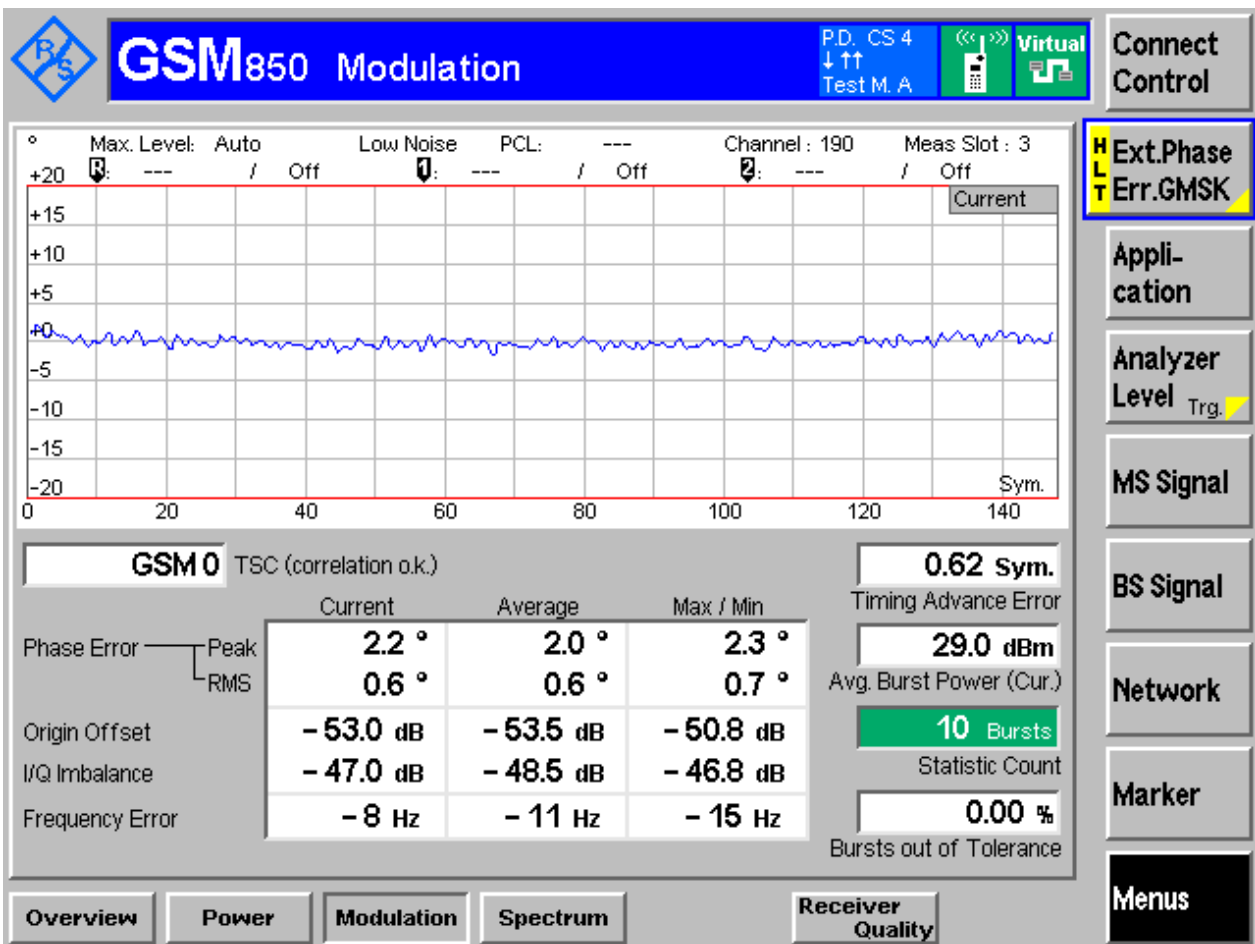 R&S
GSM850 Modulation
P.D. CS 4
↓ ↑↑
Test M. A
Virtual
Connect
Control
° Max. Level: Auto Low Noise PCL: --- Channel : 190 Meas Slot : 3
R: --- / Off 1: --- / Off 2: --- / Off
HLT
Ext.Phase
Err.GMSK
Current
+20
+15
+10
+5
+0
-5
-10
-15
-20
Sym.
0 20 40 60 80 100 120 140
Appli-
cation
Analyzer
Level Trg.
MS Signal
BS Signal
Network
Marker
Menus
GSM 0 TSC (correlation o.k.)
0.62 Sym.
Timing Advance Error
Current Average Max / Min
Phase Error Peak 2.2 ° 2.0 ° 2.3 °
RMS 0.6 ° 0.6 ° 0.7 °
29.0 dBm
Avg. Burst Power (Cur.)
Origin Offset – 53.0 dB – 53.5 dB – 50.8 dB
I/Q Imbalance – 47.0 dB – 48.5 dB – 46.8 dB
10 Bursts
Statistic Count
Frequency Error – 8 Hz – 11 Hz – 15 Hz
0.00 %
Bursts out of Tolerance
Overview Power Modulation Spectrum
Receiver
Quality